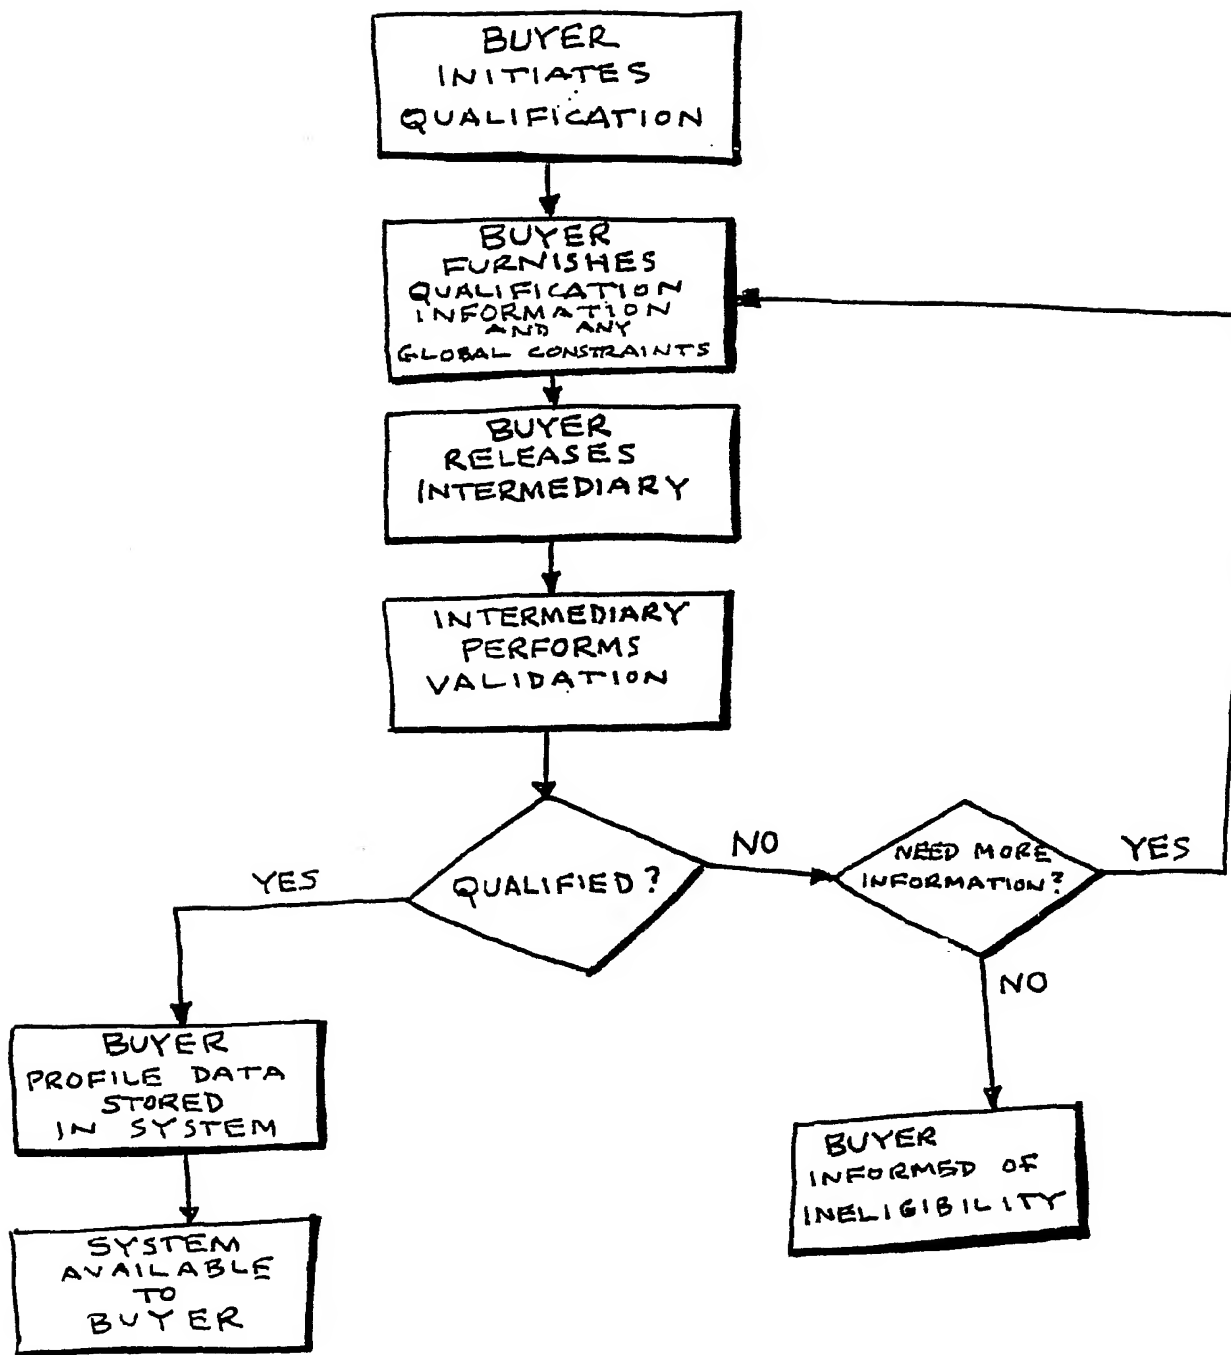 BUYER
INITIATES
QUALIFICATION
BUYER
FURNISHES
QUALIFICATION
INFORMATION
AND ANY
GLOBAL CONSTRAINTS
BUYER
RELEASES
INTERMEDIARY
INTERMEDIARY
PERFORMS
VALIDATION
QUALIFIED?
YES
NO
NEED MORE
INFORMATION?
YES
NO
BUYER
PROFILE DATA
STORED
IN SYSTEM
SYSTEM
AVAILABLE
TO
BUYER
BUYER
INFORMED OF
INELIGIBILITY